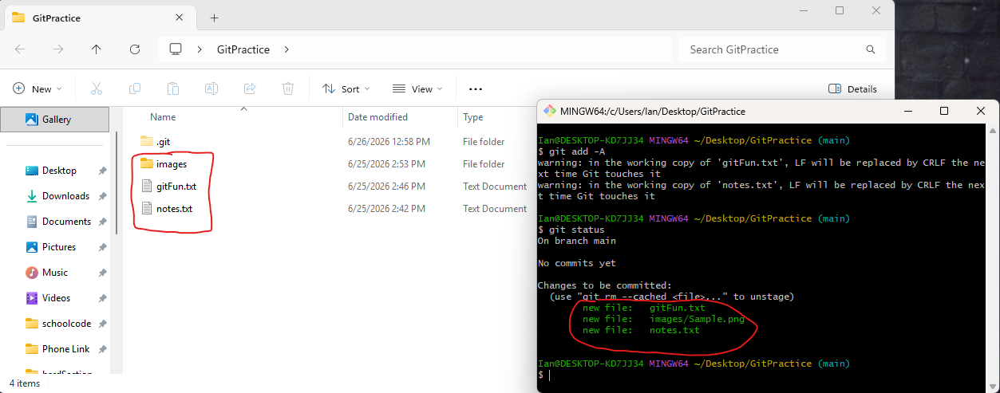 GitPractice
GitPractice
Search GitPractice
New
Sort
View
Details
Gallery
Desktop
Downloads
Documents
Pictures
Music
Videos
schoolcode
Phone Link
Name Date modified Type
.git 6/26/2026 12:58 PM File folder
images 6/25/2026 2:53 PM File folder
gitFun.txt 6/25/2026 2:46 PM Text Document
notes.txt 6/25/2026 2:42 PM Text Document
4 items
MINGW64:/c/Users/Ian/Desktop/GitPractice
Ian@DESKTOP-KD7JJ34 MINGW64 ~/Desktop/GitPractice (main)
$ git add -A
warning: in the working copy of 'gitFun.txt', LF will be replaced by CRLF the ne
xt time Git touches it
warning: in the working copy of 'notes.txt', LF will be replaced by CRLF the nex
t time Git touches it
Ian@DESKTOP-KD7JJ34 MINGW64 ~/Desktop/GitPractice (main)
$ git status
On branch main
No commits yet
Changes to be committed:
(use "git rm --cached <file>..." to unstage)
new file: gitFun.txt
new file: images/Sample.png
new file: notes.txt
Ian@DESKTOP-KD7JJ34 MINGW64 ~/Desktop/GitPractice (main)
$